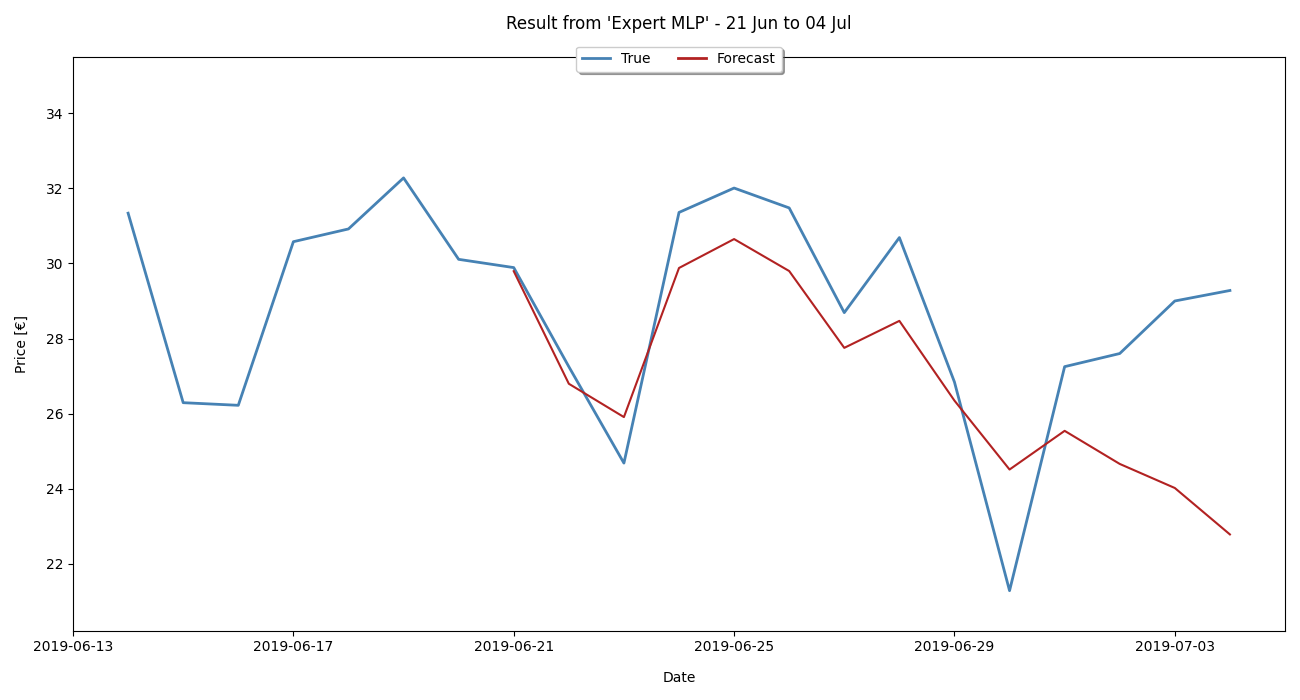 Result from 'Expert MLP' - 21 Jun to 04 Jul
True
Forecast
34
32
30
28
26
24
22
Price [€]
2019-06-13
2019-06-17
2019-06-21
2019-06-25
2019-06-29
2019-07-03
Date